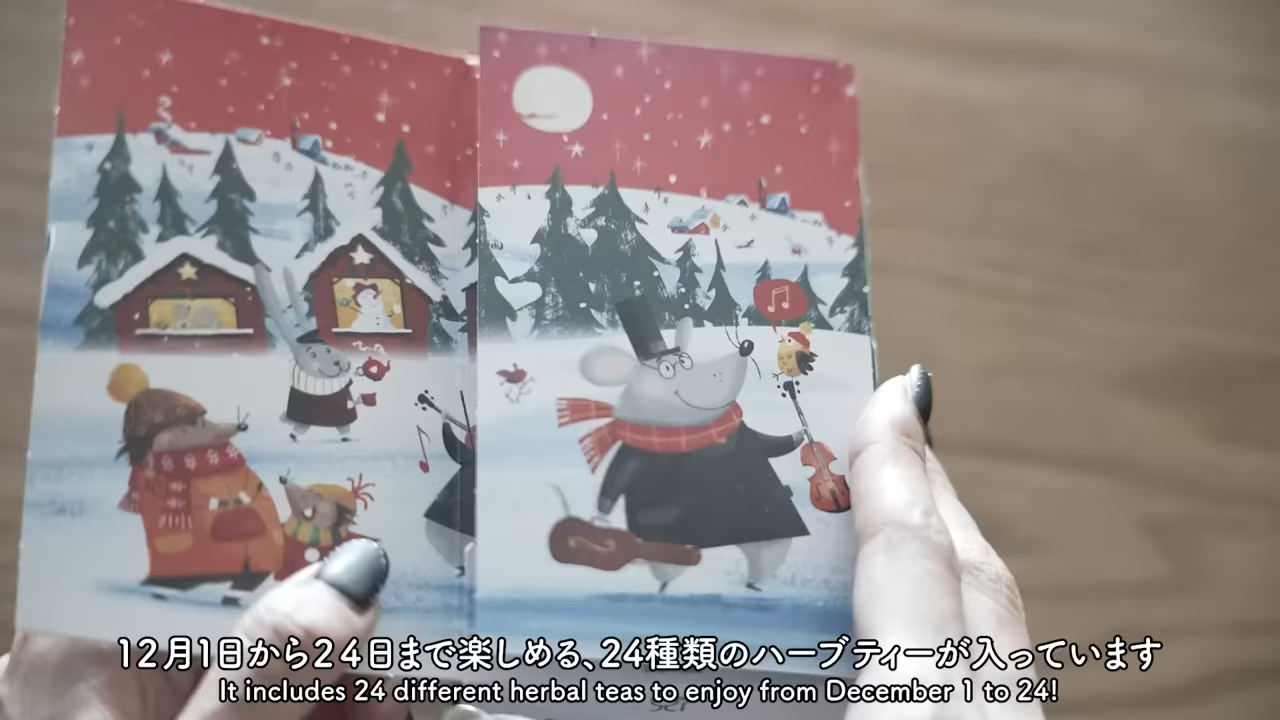 12月1日から24日まで楽しめる、24種類のハーブティーが入っています
It includes 24 different herbal teas to enjoy from December 1 to 24!